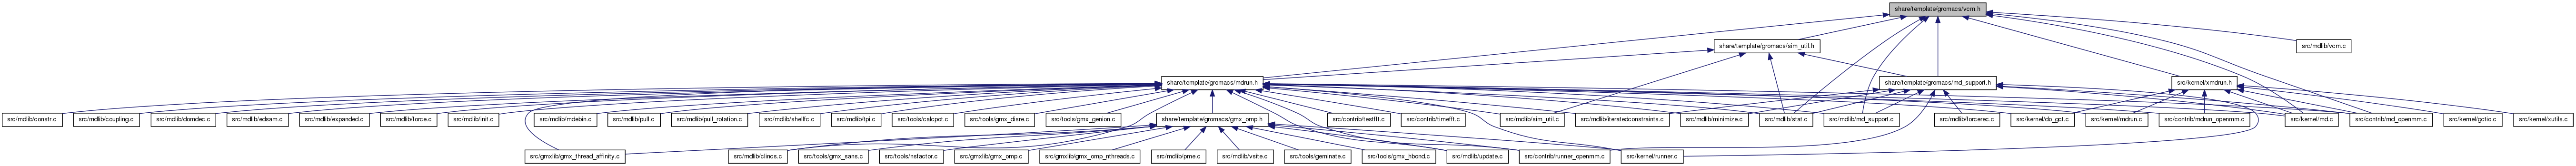 share/template/gromacs/vcm.h
share/template/gromacs/sim_util.h
src/mdlib/vcm.c
share/template/gromacs/mdrun.h
share/template/gromacs/md_support.h
src/kernel/xmdrun.h
src/mdlib/constr.c
src/mdlib/coupling.c
src/mdlib/domdec.c
src/mdlib/edsam.c
src/mdlib/expanded.c
src/mdlib/force.c
src/mdlib/init.c
src/mdlib/mdebin.c
src/mdlib/pull.c
src/mdlib/pull_rotation.c
src/mdlib/shellfc.c
src/mdlib/tpi.c
src/tools/calcpot.c
src/tools/gmx_disre.c
src/tools/gmx_genion.c
share/template/gromacs/gmx_omp.h
src/contrib/testfft.c
src/contrib/timefft.c
src/mdlib/sim_util.c
src/mdlib/iteratedconstraints.c
src/mdlib/minimize.c
src/mdlib/stat.c
src/mdlib/md_support.c
src/mdlib/forcerec.c
src/kernel/do_gct.c
src/kernel/mdrun.c
src/contrib/mdrun_openmm.c
src/kernel/md.c
src/contrib/md_openmm.c
src/kernel/gctio.c
src/kernel/xutils.c
src/gmxlib/gmx_thread_affinity.c
src/mdlib/clincs.c
src/tools/gmx_sans.c
src/tools/nsfactor.c
src/gmxlib/gmx_omp.c
src/gmxlib/gmx_omp_nthreads.c
src/mdlib/pme.c
src/mdlib/vsite.c
src/tools/geminate.c
src/tools/gmx_hbond.c
src/mdlib/update.c
src/contrib/runner_openmm.c
src/kernel/runner.c